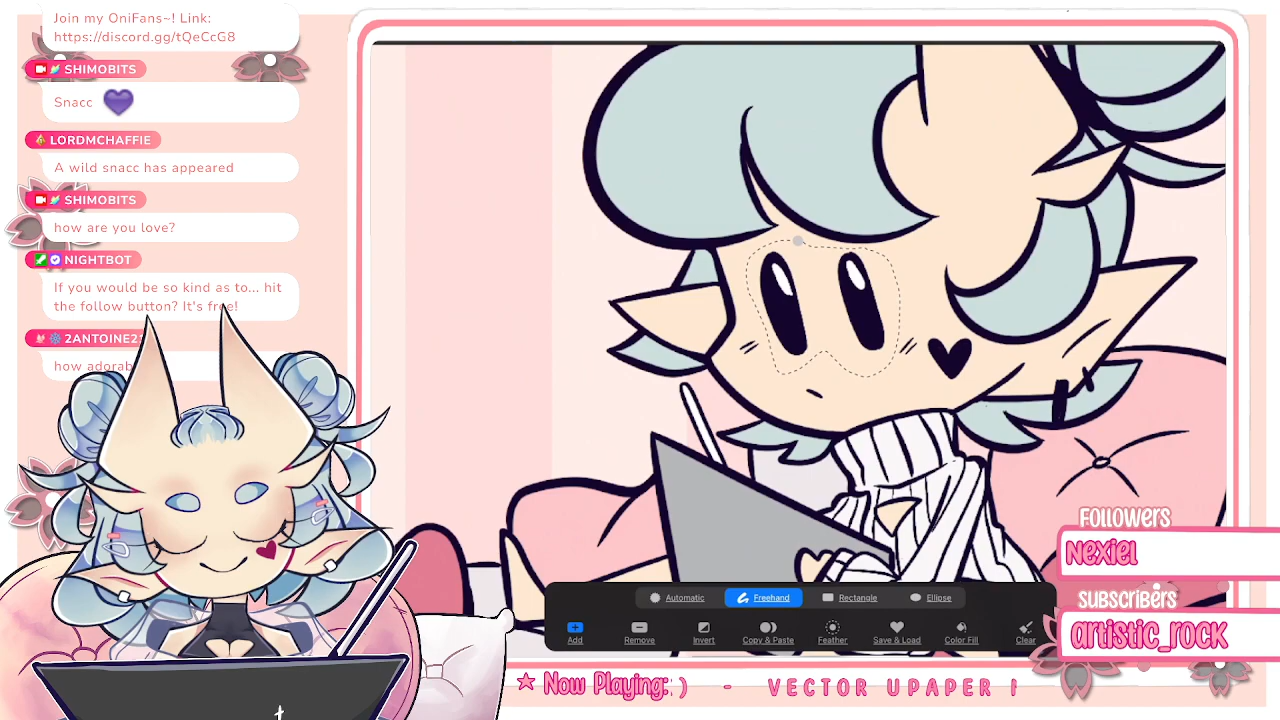 Join my OniFans~! Link:
https://discord.gg/tQeCcG8
SHIMOBITS
Snacc
LORDMCHAFFIE
A wild snacc has appeared
SHIMOBITS
how are you love?
NIGHTBOT
If you would be so kind as to... hit
the follow button? It's free!
2ANTOINE2
how adorab
Automatic
Freehand
Rectangle
Ellipse
Add
Remove
Invert
Copy & Paste
Feather
Save & Load
Color Fill
Clear
Followers
Nexiel
subscribers
artistic_rock
★ Now Playing: ) - VECTOR UPAPER